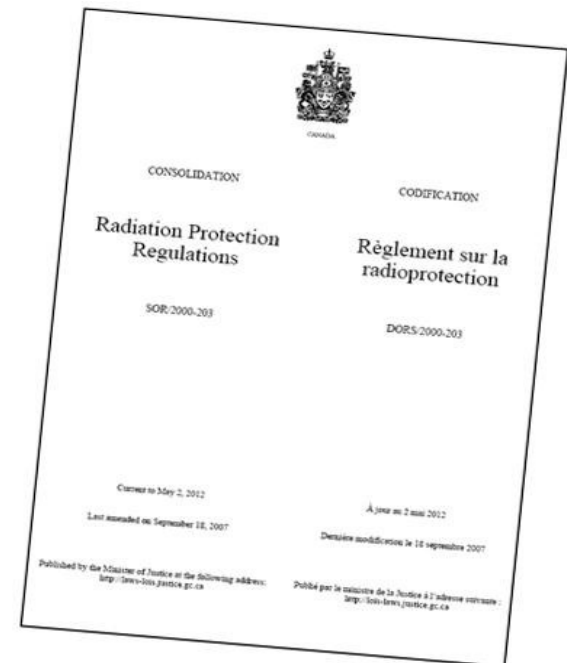 CANADA
CONSOLIDATION
Radiation Protection
Regulations
SOR/2000-203
Current to May 2, 2012
Last amended on September 18, 2007
Published by the Minister of Justice at the following address:
http://laws-lois.justice.gc.ca
CODIFICATION
Règlement sur la
radioprotection
DORS/2000-203
À jour au 2 mai 2012
Dernière modification le 18 septembre 2007
Publié par le ministre de la Justice à l'adresse suivante :
http://lois-laws.justice.gc.ca